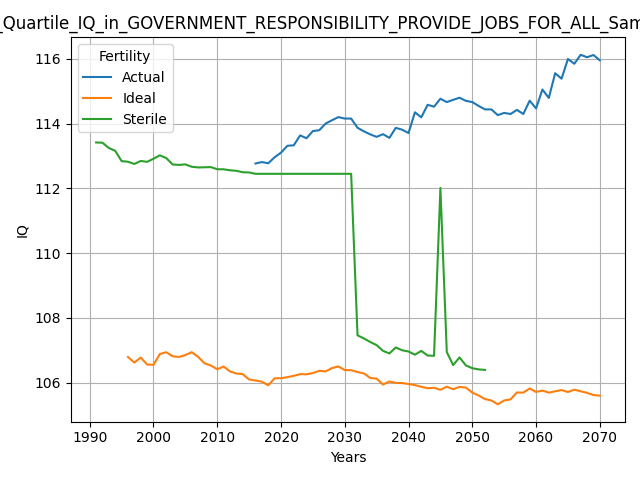 _Quartile_IQ_in_GOVERNMENT_RESPONSIBILITY_PROVIDE_JOBS_FOR_ALL_Sam
Fertility
Actual
Ideal
Sterile
116
114
112
110
108
106
IQ
1990 2000 2010 2020 2030 2040 2050 2060 2070
Years